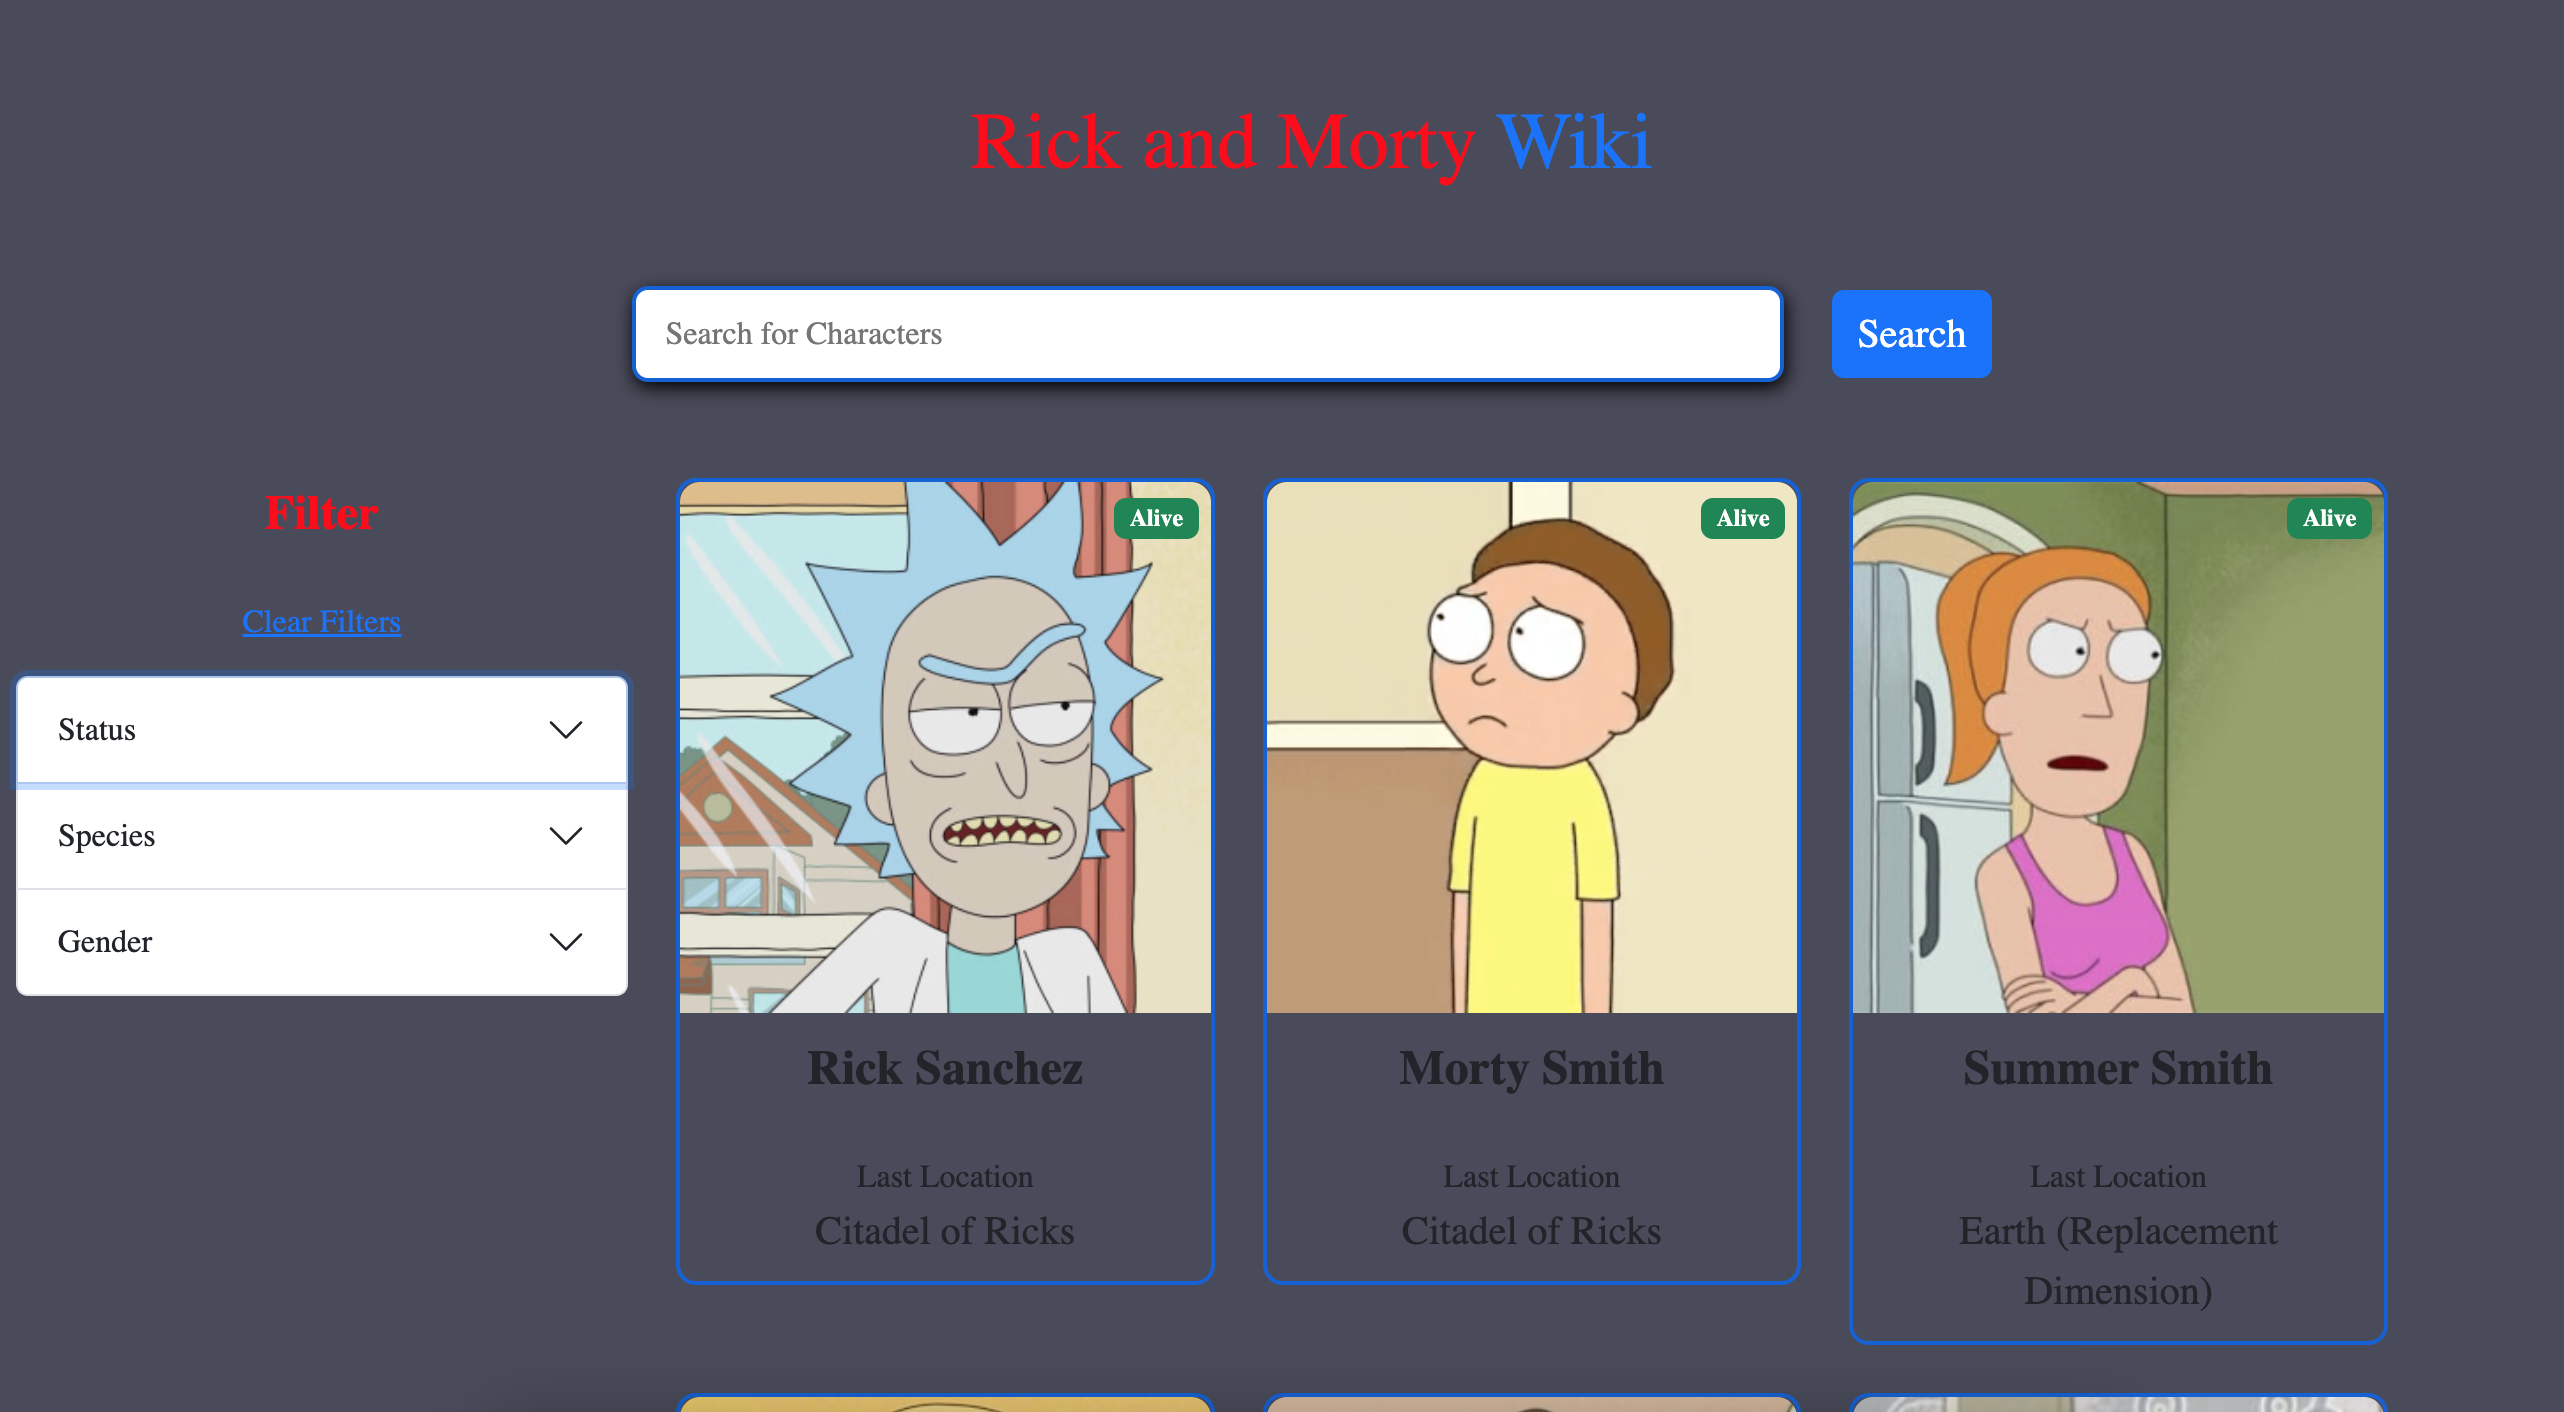 Rick and Morty Wiki
Search for Characters
Search
Filter
Clear Filters
Status
Species
Gender
Alive
Rick Sanchez
Last Location
Citadel of Ricks
Alive
Morty Smith
Last Location
Citadel of Ricks
Alive
Summer Smith
Last Location
Earth (Replacement
Dimension)